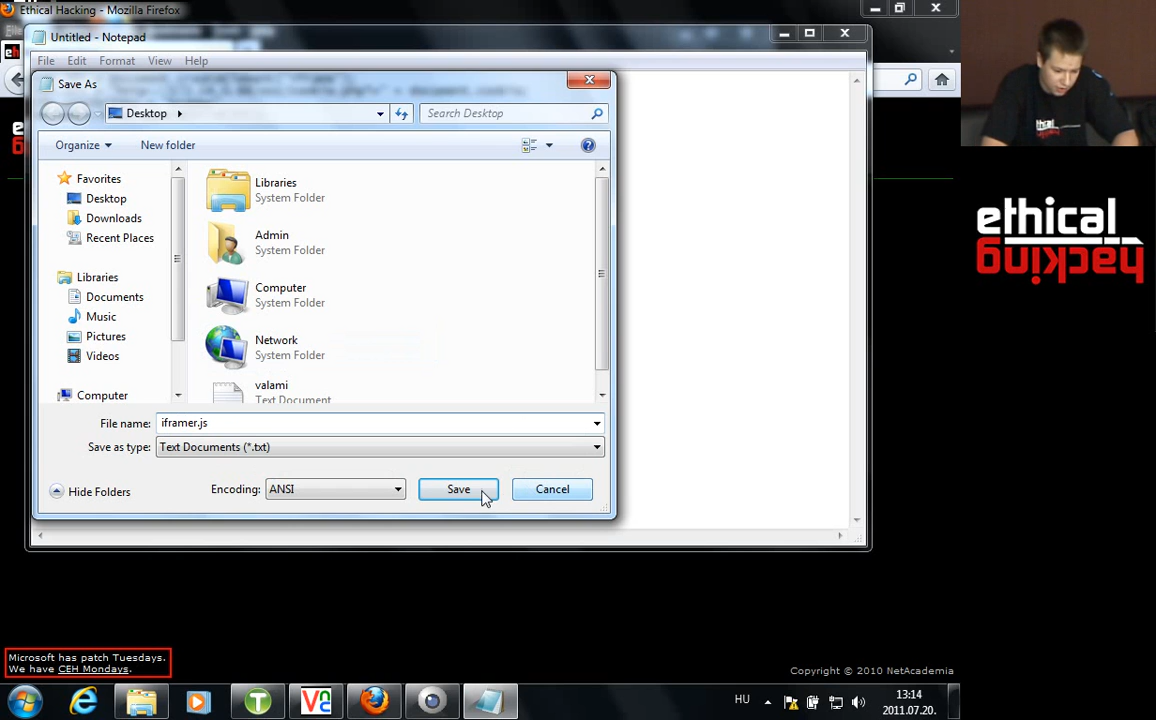 Ethical Hacking - Mozilla Firefox
Untitled - Notepad
File Edit Format View Help
Save As
Desktop
Search Desktop
Organize
New folder
Favorites
Desktop
Downloads
Recent Places
Libraries
Documents
Music
Pictures
Videos
Computer
Libraries
System Folder
Admin
System Folder
Computer
System Folder
Network
System Folder
valami
Text Document
File name: iframer.js
Save as type: Text Documents (*.txt)
Hide Folders
Encoding: ANSI
Save
Cancel
ethical
hacking
Microsoft has patch Tuesdays.
We have CEH Mondays.
Copyright © 2010 NetAcademia
HU
13:14
2011.07.20.